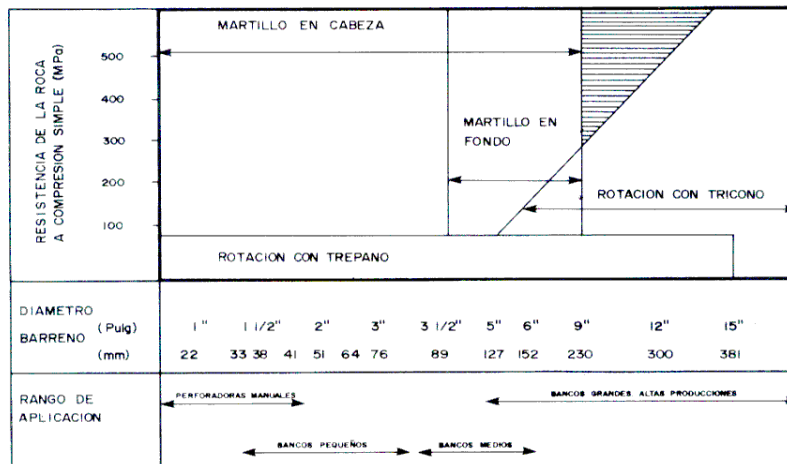 MARTILLO EN CABEZA
RESISTENCIA DE LA ROCA
A COMPRESION SIMPLE (MPa)
500
400
300
200
100
MARTILLO EN
FONDO
ROTACION CON TRICONO
ROTACION CON TREPANO
DIAMETRO
BARRENO
(Pulg) 1" 1 1/2" 2" 3" 3 1/2" 5" 6" 9" 12" 15"
(mm) 22 33 38 41 51 64 76 89 127 152 230 300 381
RANGO DE
APLICACION
PERFORADORAS MANUALES
BANCOS GRANDES ALTAS PRODUCCIONES
BANCOS PEQUEÑOS
BANCOS MEDIOS